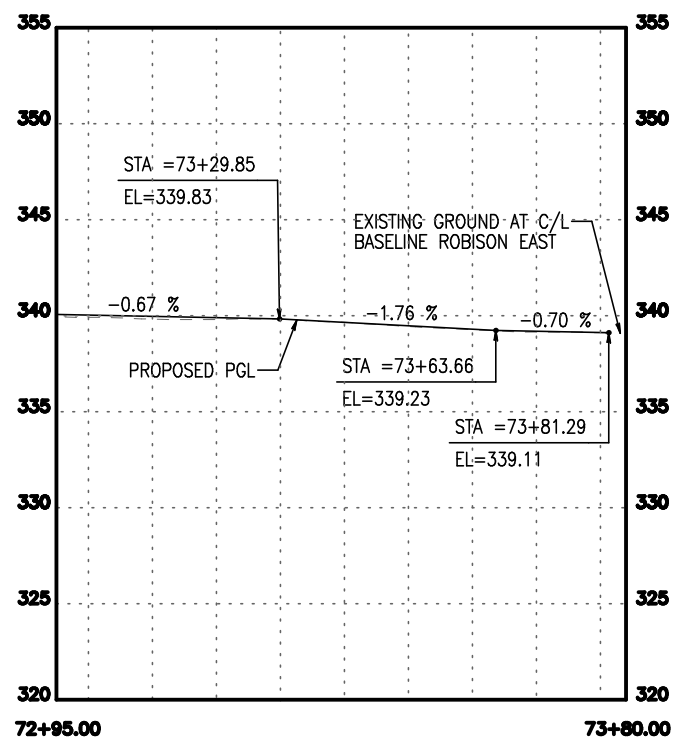 355 355
350 350
STA =73+29.85
EL=339.83
345 345
EXISTING GROUND AT C/L
BASELINE ROBISON EAST
340 340
-0.67 %
-1.76 %
-0.70 %
PROPOSED PGL
STA =73+63.66
EL=339.23
335 335
STA =73+81.29
EL=339.11
330 330
325 325
320 320
72+95.00 73+80.00